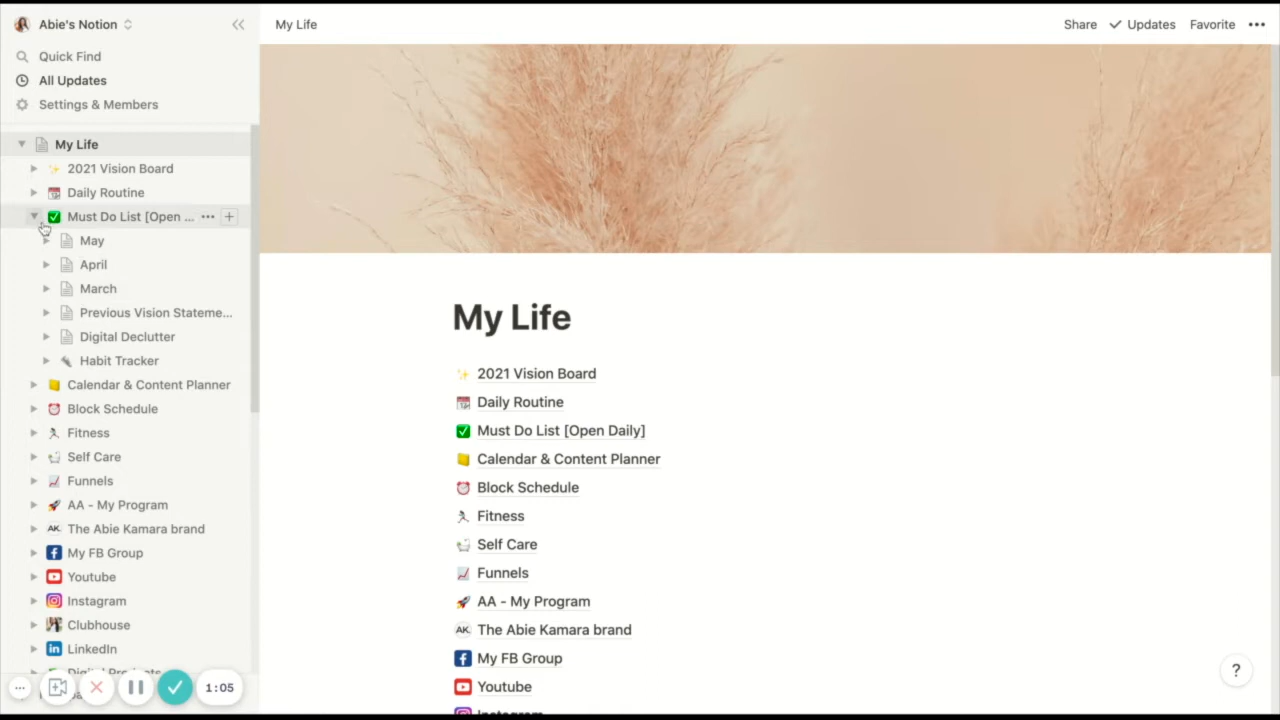 Abie's Notion
My Life
Share
Updates
Favorite
Quick Find
All Updates
Settings & Members
My Life
2021 Vision Board
Daily Routine
Must Do List [Open ...
May
April
March
Previous Vision Stateme...
Digital Declutter
Habit Tracker
Calendar & Content Planner
Block Schedule
Fitness
Self Care
Funnels
AA - My Program
AK. The Abie Kamara brand
My FB Group
Youtube
Instagram
Clubhouse
LinkedIn
1:05
My Life
2021 Vision Board
Daily Routine
Must Do List [Open Daily]
Calendar & Content Planner
Block Schedule
Fitness
Self Care
Funnels
AA - My Program
AK. The Abie Kamara brand
My FB Group
Youtube
Instagram
?